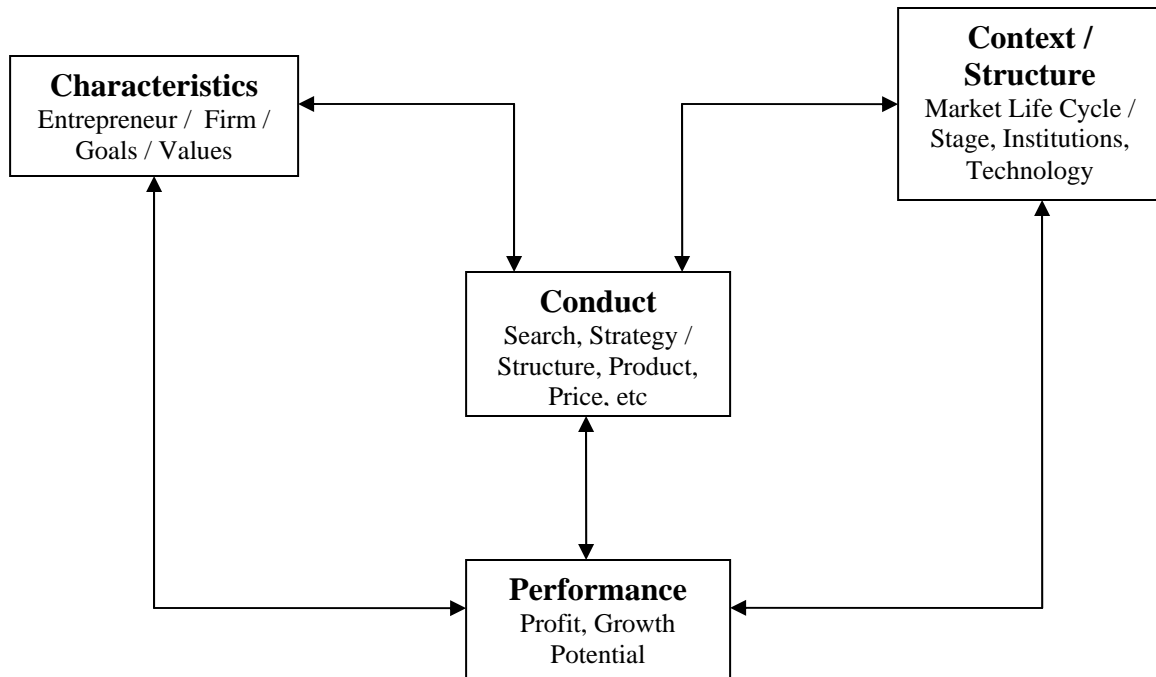 Characteristics
Entrepreneur / Firm /
Goals / Values
Context /
Structure
Market Life Cycle /
Stage, Institutions,
Technology
Conduct
Search, Strategy /
Structure, Product,
Price, etc
Performance
Profit, Growth
Potential